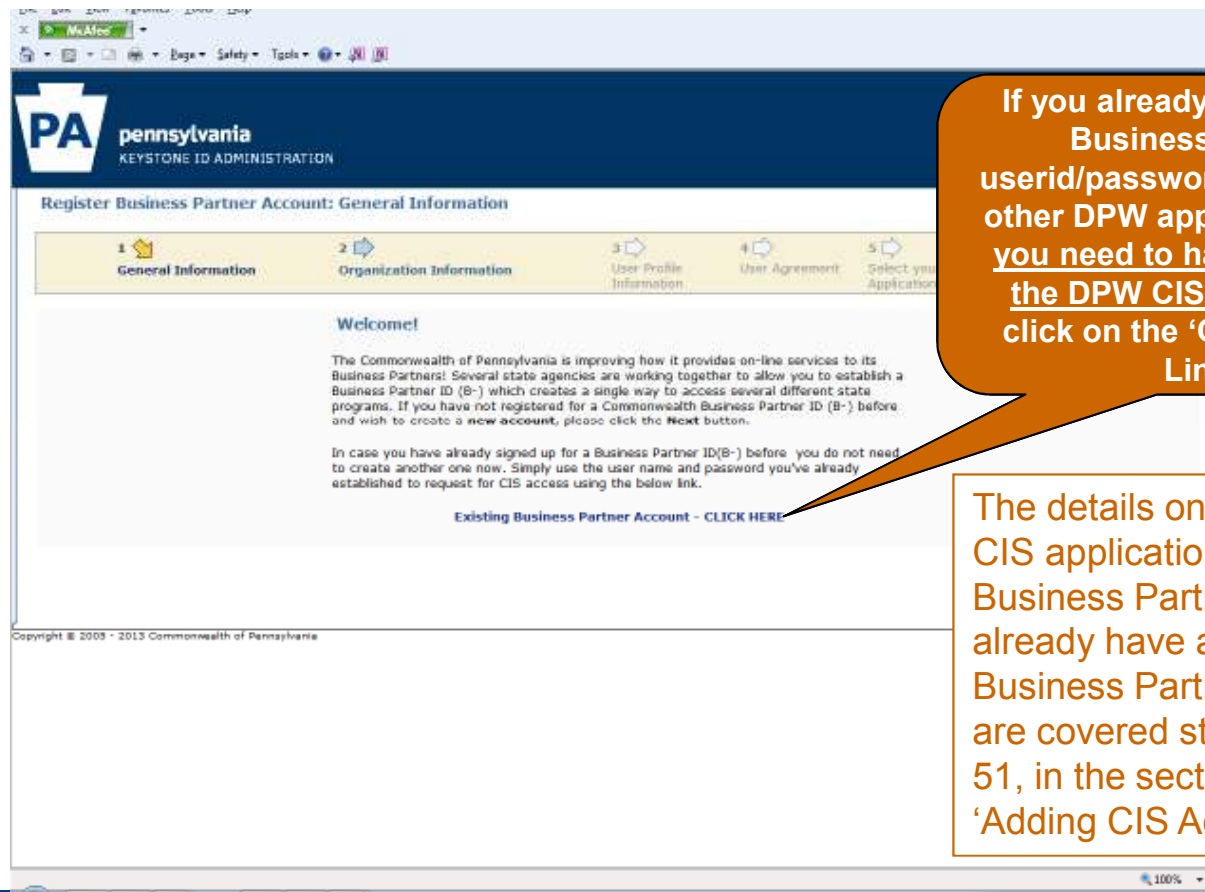 McAfee
Page Safety Tools
PA pennsylvania
KEYSTONE ID ADMINISTRATION
Register Business Partner Account: General Information
1
General Information
2
Organization Information
3
User Profile
Information
4
User Agreement
5
Select you
Application
Welcome!
The Commonwealth of Pennsylvania is improving how it provides on-line services to its
Business Partners! Several state agencies are working together to allow you to establish a
Business Partner ID (B-) which creates a single way to access several different state
programs. If you have not registered for a Commonwealth Business Partner ID (B-) before
and wish to create a new account, please click the Next button.
In case you have already signed up for a Business Partner ID(B-) before you do not need
to create another one now. Simply use the user name and password you've already
established to request for CIS access using the below link.
Existing Business Partner Account - CLICK HERE
Copyright © 2003 - 2013 Commonwealth of Pennsylvania
If you already
Business
userid/passwo
other DPW app
you need to ha
the DPW CIS
click on the ‘C
Lin
The details on
CIS applicatio
Business Part
already have a
Business Part
are covered st
51, in the sect
‘Adding CIS A
100%